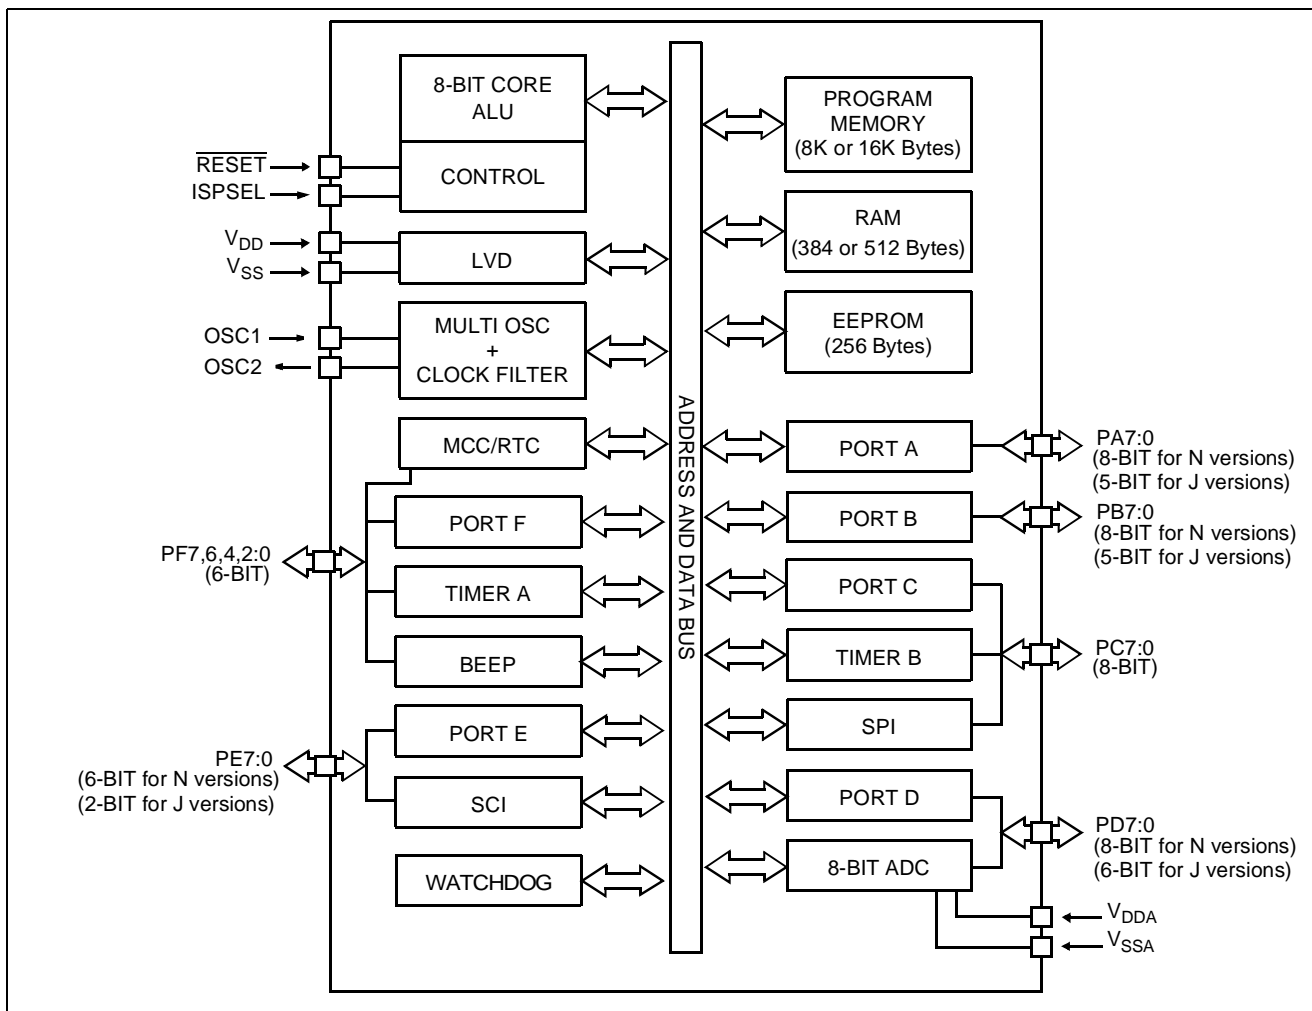 8-BIT CORE
ALU
CONTROL
RESET
ISPSEL
VDD
VSS
LVD
OSC1
OSC2
MULTI OSC
+
CLOCK FILTER
MCC/RTC
PORT F
PF7,6,4,2:0
(6-BIT)
TIMER A
BEEP
PORT E
PE7:0
(6-BIT for N versions)
(2-BIT for J versions)
SCI
WATCHDOG
ADDRESS AND DATA BUS
PROGRAM
MEMORY
(8K or 16K Bytes)
RAM
(384 or 512 Bytes)
EEPROM
(256 Bytes)
PORT A
PA7:0
(8-BIT for N versions)
(5-BIT for J versions)
PORT B
PB7:0
(8-BIT for N versions)
(5-BIT for J versions)
PORT C
TIMER B
PC7:0
(8-BIT)
SPI
PORT D
PD7:0
(8-BIT for N versions)
(6-BIT for J versions)
8-BIT ADC
VDDA
VSSA